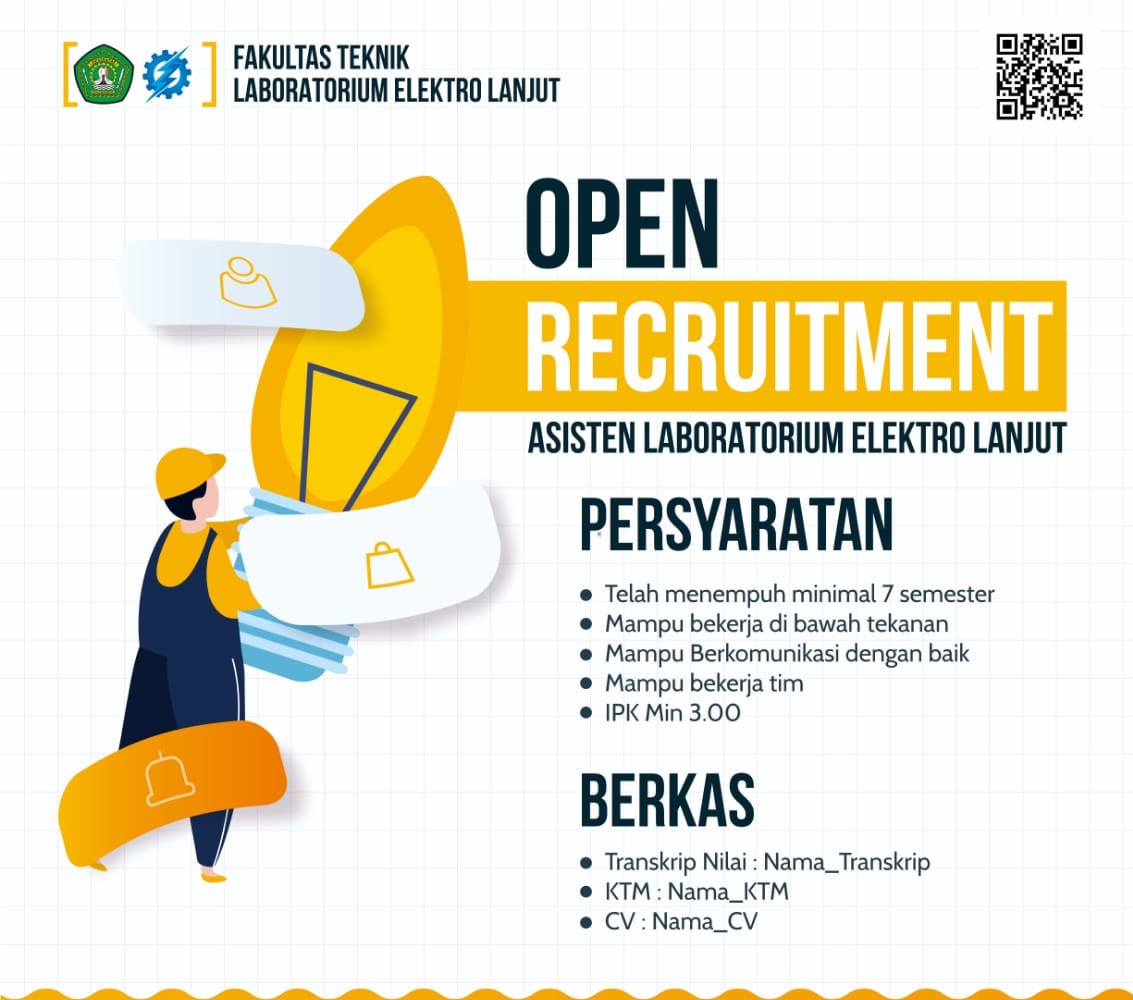 FAKULTAS TEKNIK
LABORATORIUM ELEKTRO LANJUT
OPEN
RECRUITMENT
ASISTEN LABORATORIUM ELEKTRO LANJUT
PERSYARATAN
• Telah menempuh minimal 7 semester
• Mampu bekerja di bawah tekanan
• Mampu Berkomunikasi dengan baik
• Mampu bekerja tim
• IPK Min 3.00
BERKAS
• Transkrip Nilai : Nama_Transkrip
• KTM : Nama_KTM
• CV : Nama_CV